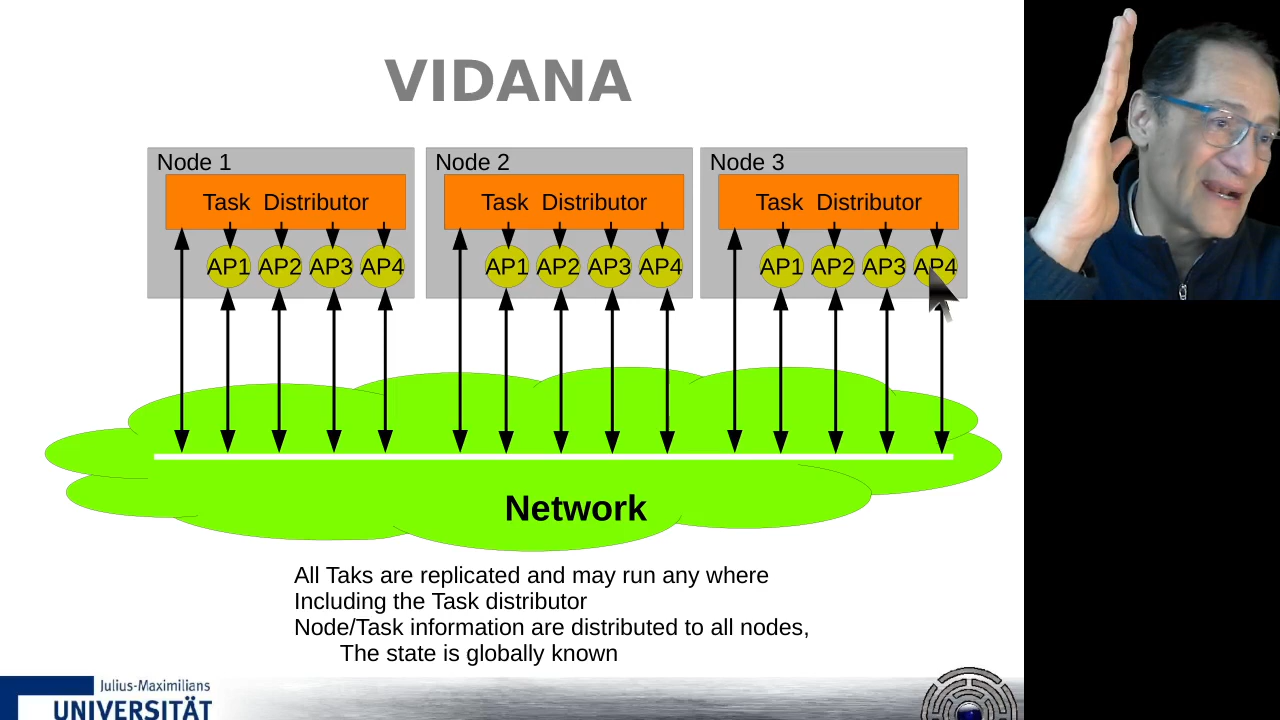 VIDANA
Node 1
Node 2
Node 3
Task Distributor
Task Distributor
Task Distributor
AP1 AP2 AP3 AP4
AP1 AP2 AP3 AP4
AP1 AP2 AP3 AP4
Network
All Taks are replicated and may run any where
Including the Task distributor
Node/Task information are distributed to all nodes,
The state is globally known
Julius-Maximilians
UNIVERSITÄT